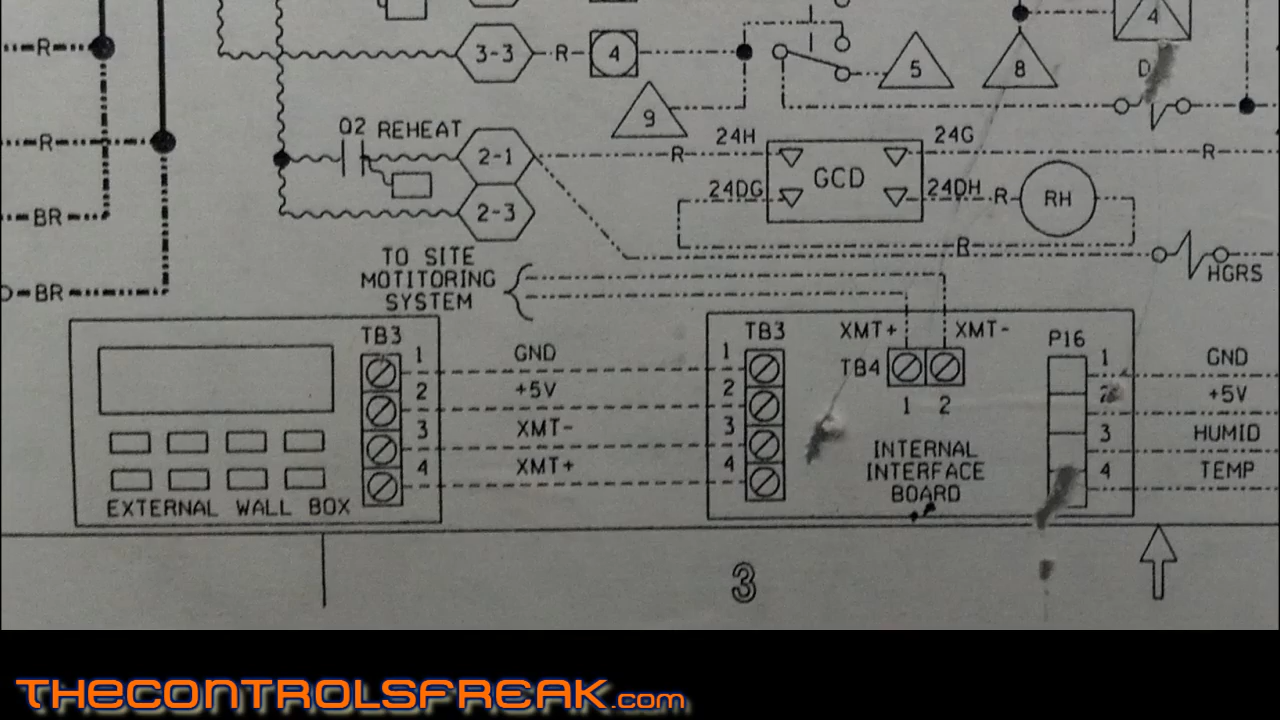 R
3-3
R
4
5
8
4
D
9
R
Q2 REHEAT
2-1
24H
24G
R
GCD
R
24DG
24DH
R
RH
BR
2-3
TO SITE
MOTITORING
SYSTEM
R
HGRS
BR
TB3
1 GND
2 +5V
3 XMT-
4 XMT+
EXTERNAL WALL BOX
TB3
1
2
3
4
XMT+
XMT-
TB4
1 2
INTERNAL
INTERFACE
BOARD
P16
1 GND
+5V
3 HUMID
4 TEMP
3
THECONTROLSFREAK.com